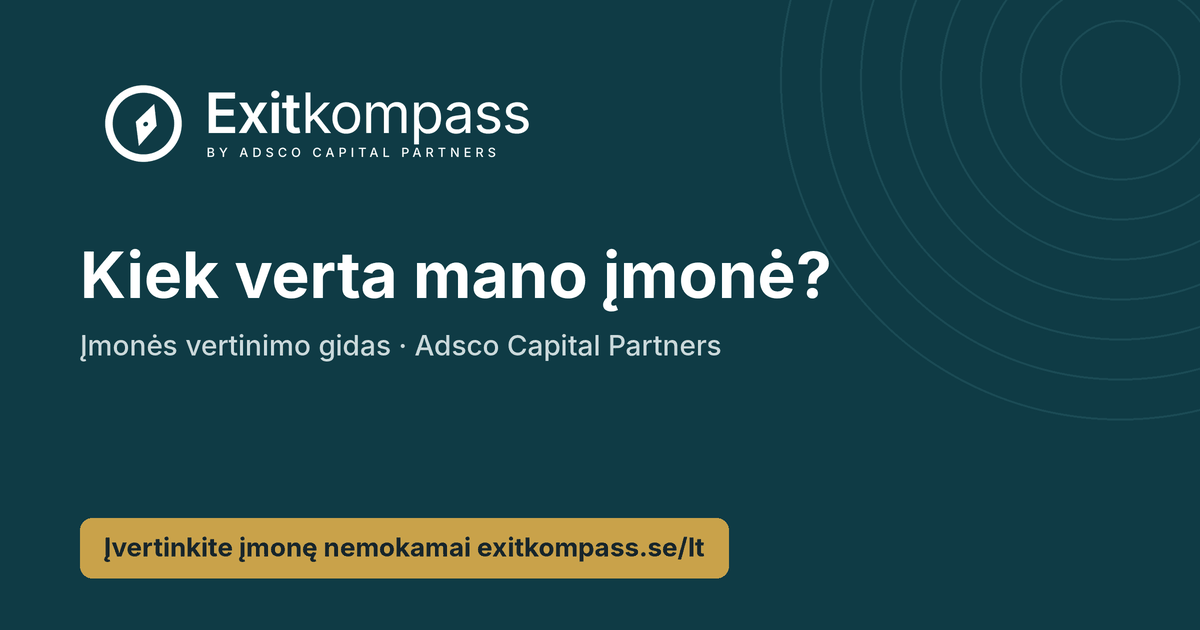 Exitkompass
BY ADSCO CAPITAL PARTNERS
Kiek verta mano įmonė?
Įmonės vertinimo gidas · Adsco Capital Partners
Įvertinkite įmonę nemokamai exitkompass.se/lt